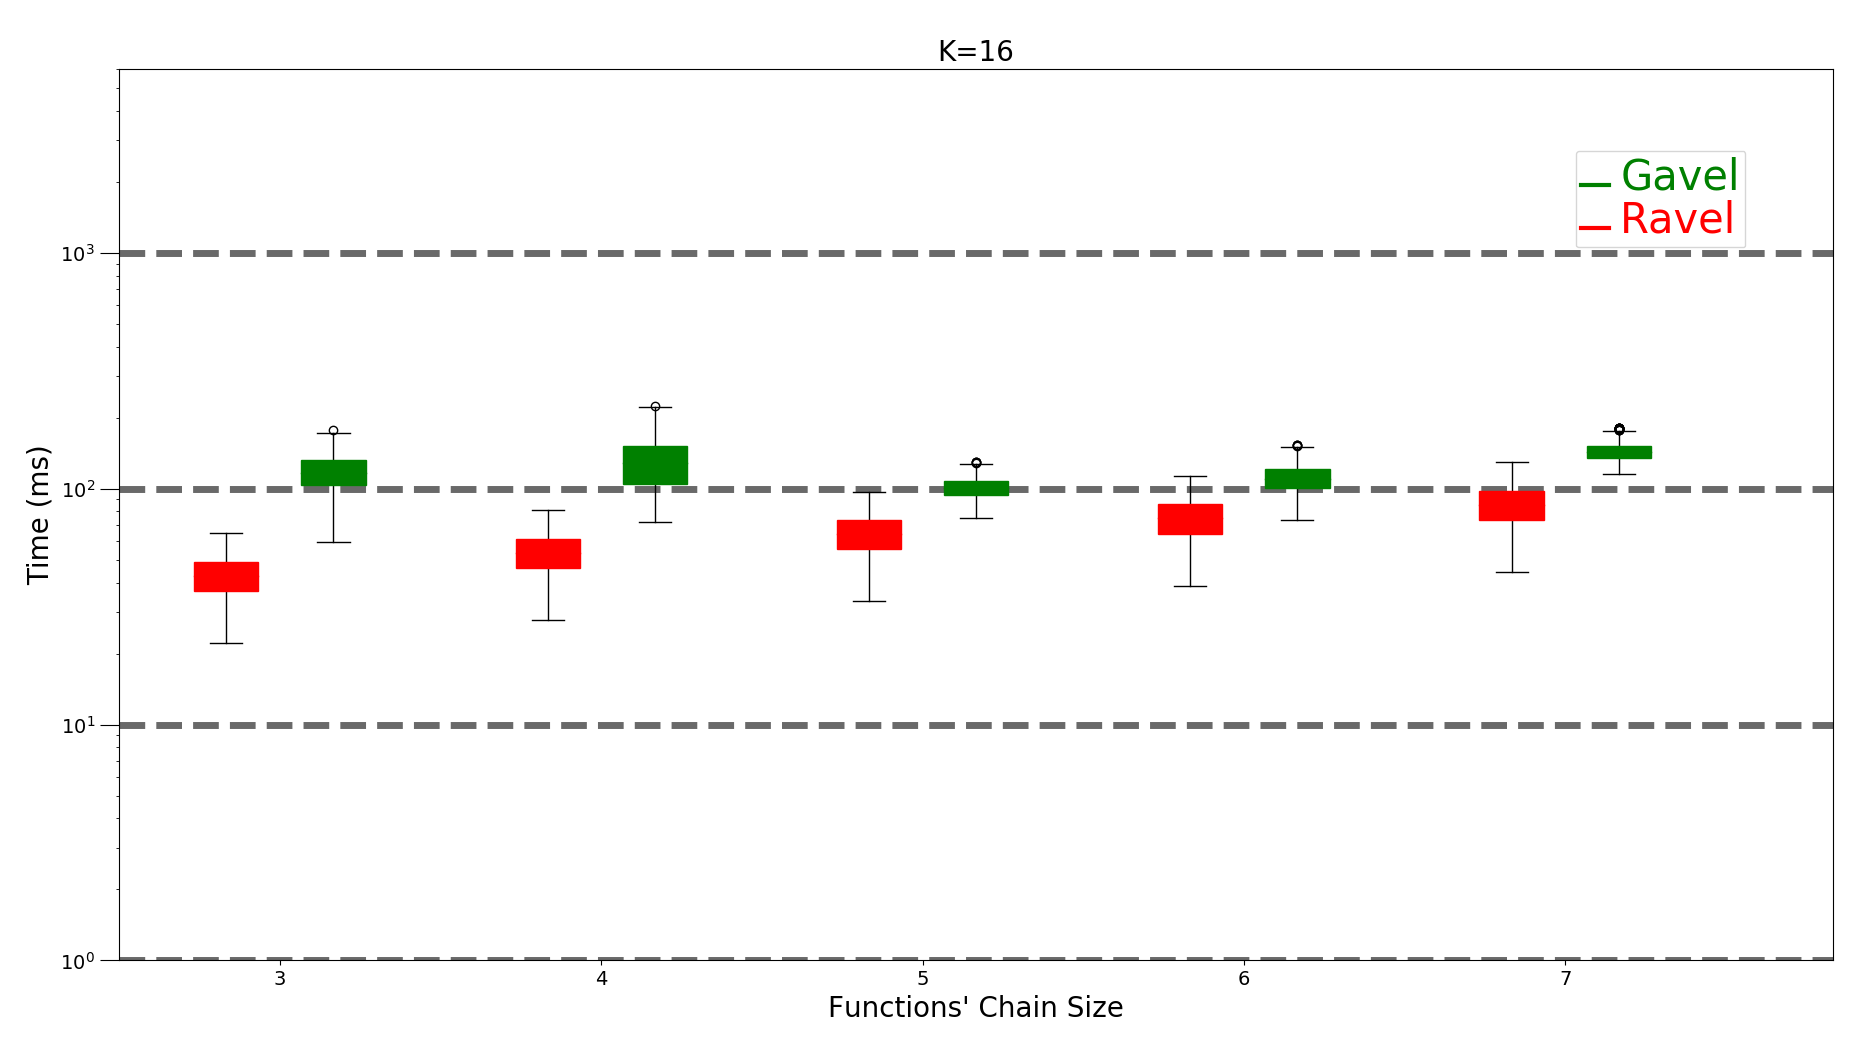 K=16
Gavel
Ravel
10³
10²
10¹
10⁰
Time (ms)
3 4 5 6 7
Functions' Chain Size